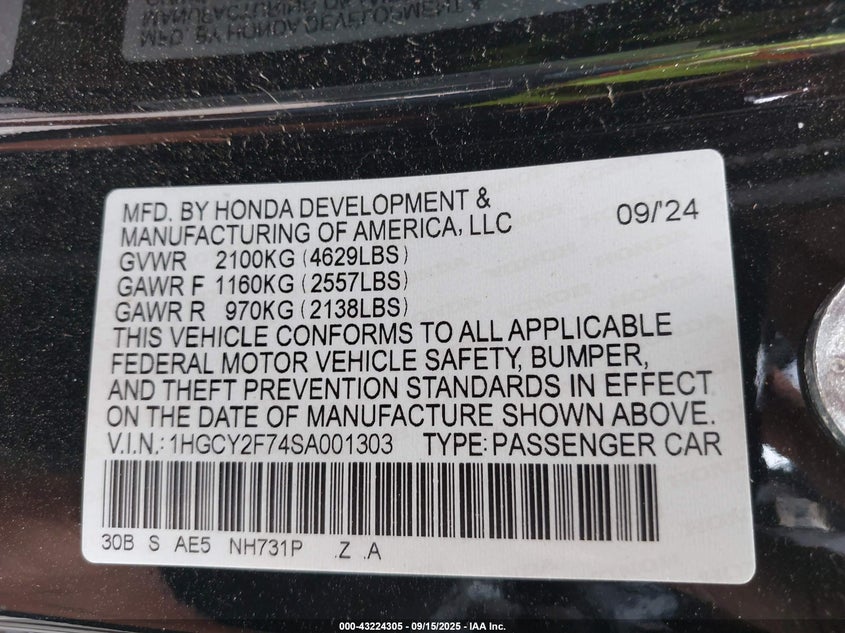 MFD. BY HONDA DEVELOPMENT &
MANUFACTURING OF AMERICA, LLC
09/'24
GVWR 2100KG (4629LBS)
GAWR F 1160KG (2557LBS)
GAWR R 970KG (2138LBS)
THIS VEHICLE CONFORMS TO ALL APPLICABLE
FEDERAL MOTOR VEHICLE SAFETY, BUMPER,
AND THEFT PREVENTION STANDARDS IN EFFECT
ON THE DATE OF MANUFACTURE SHOWN ABOVE.
V.I.N.: 1HGCY2F74SA001303 TYPE: PASSENGER CAR
30B S AE5 NH731P .Z .A
000-43224305 - 09/15/2025 - IAA Inc.